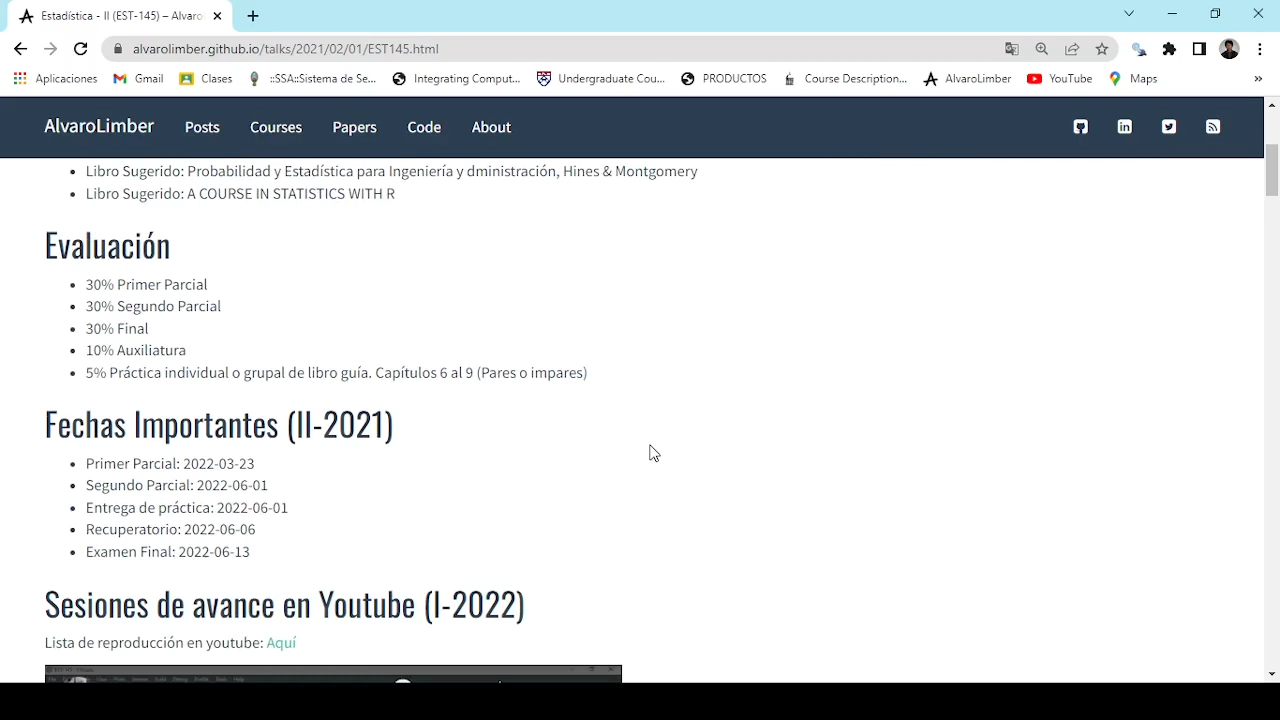 Estadística - II (EST-145) – Alvaro
alvarolimber.github.io/talks/2021/02/01/EST145.html
Aplicaciones Gmail Clases ::SSA::Sistema de Se... Integrating Comput... Undergraduate Cou... PRODUCTOS Course Description... AlvaroLimber YouTube Maps »
AlvaroLimber Posts Courses Papers Code About
• Libro Sugerido: Probabilidad y Estadística para Ingeniería y dministración, Hines & Montgomery
• Libro Sugerido: A COURSE IN STATISTICS WITH R
Evaluación
• 30% Primer Parcial
• 30% Segundo Parcial
• 30% Final
• 10% Auxiliatura
• 5% Práctica individual o grupal de libro guía. Capítulos 6 al 9 (Pares o impares)
Fechas Importantes (II-2021)
• Primer Parcial: 2022-03-23
• Segundo Parcial: 2022-06-01
• Entrega de práctica: 2022-06-01
• Recuperatorio: 2022-06-06
• Examen Final: 2022-06-13
Sesiones de avance en Youtube (I-2022)
Lista de reproducción en youtube: Aquí